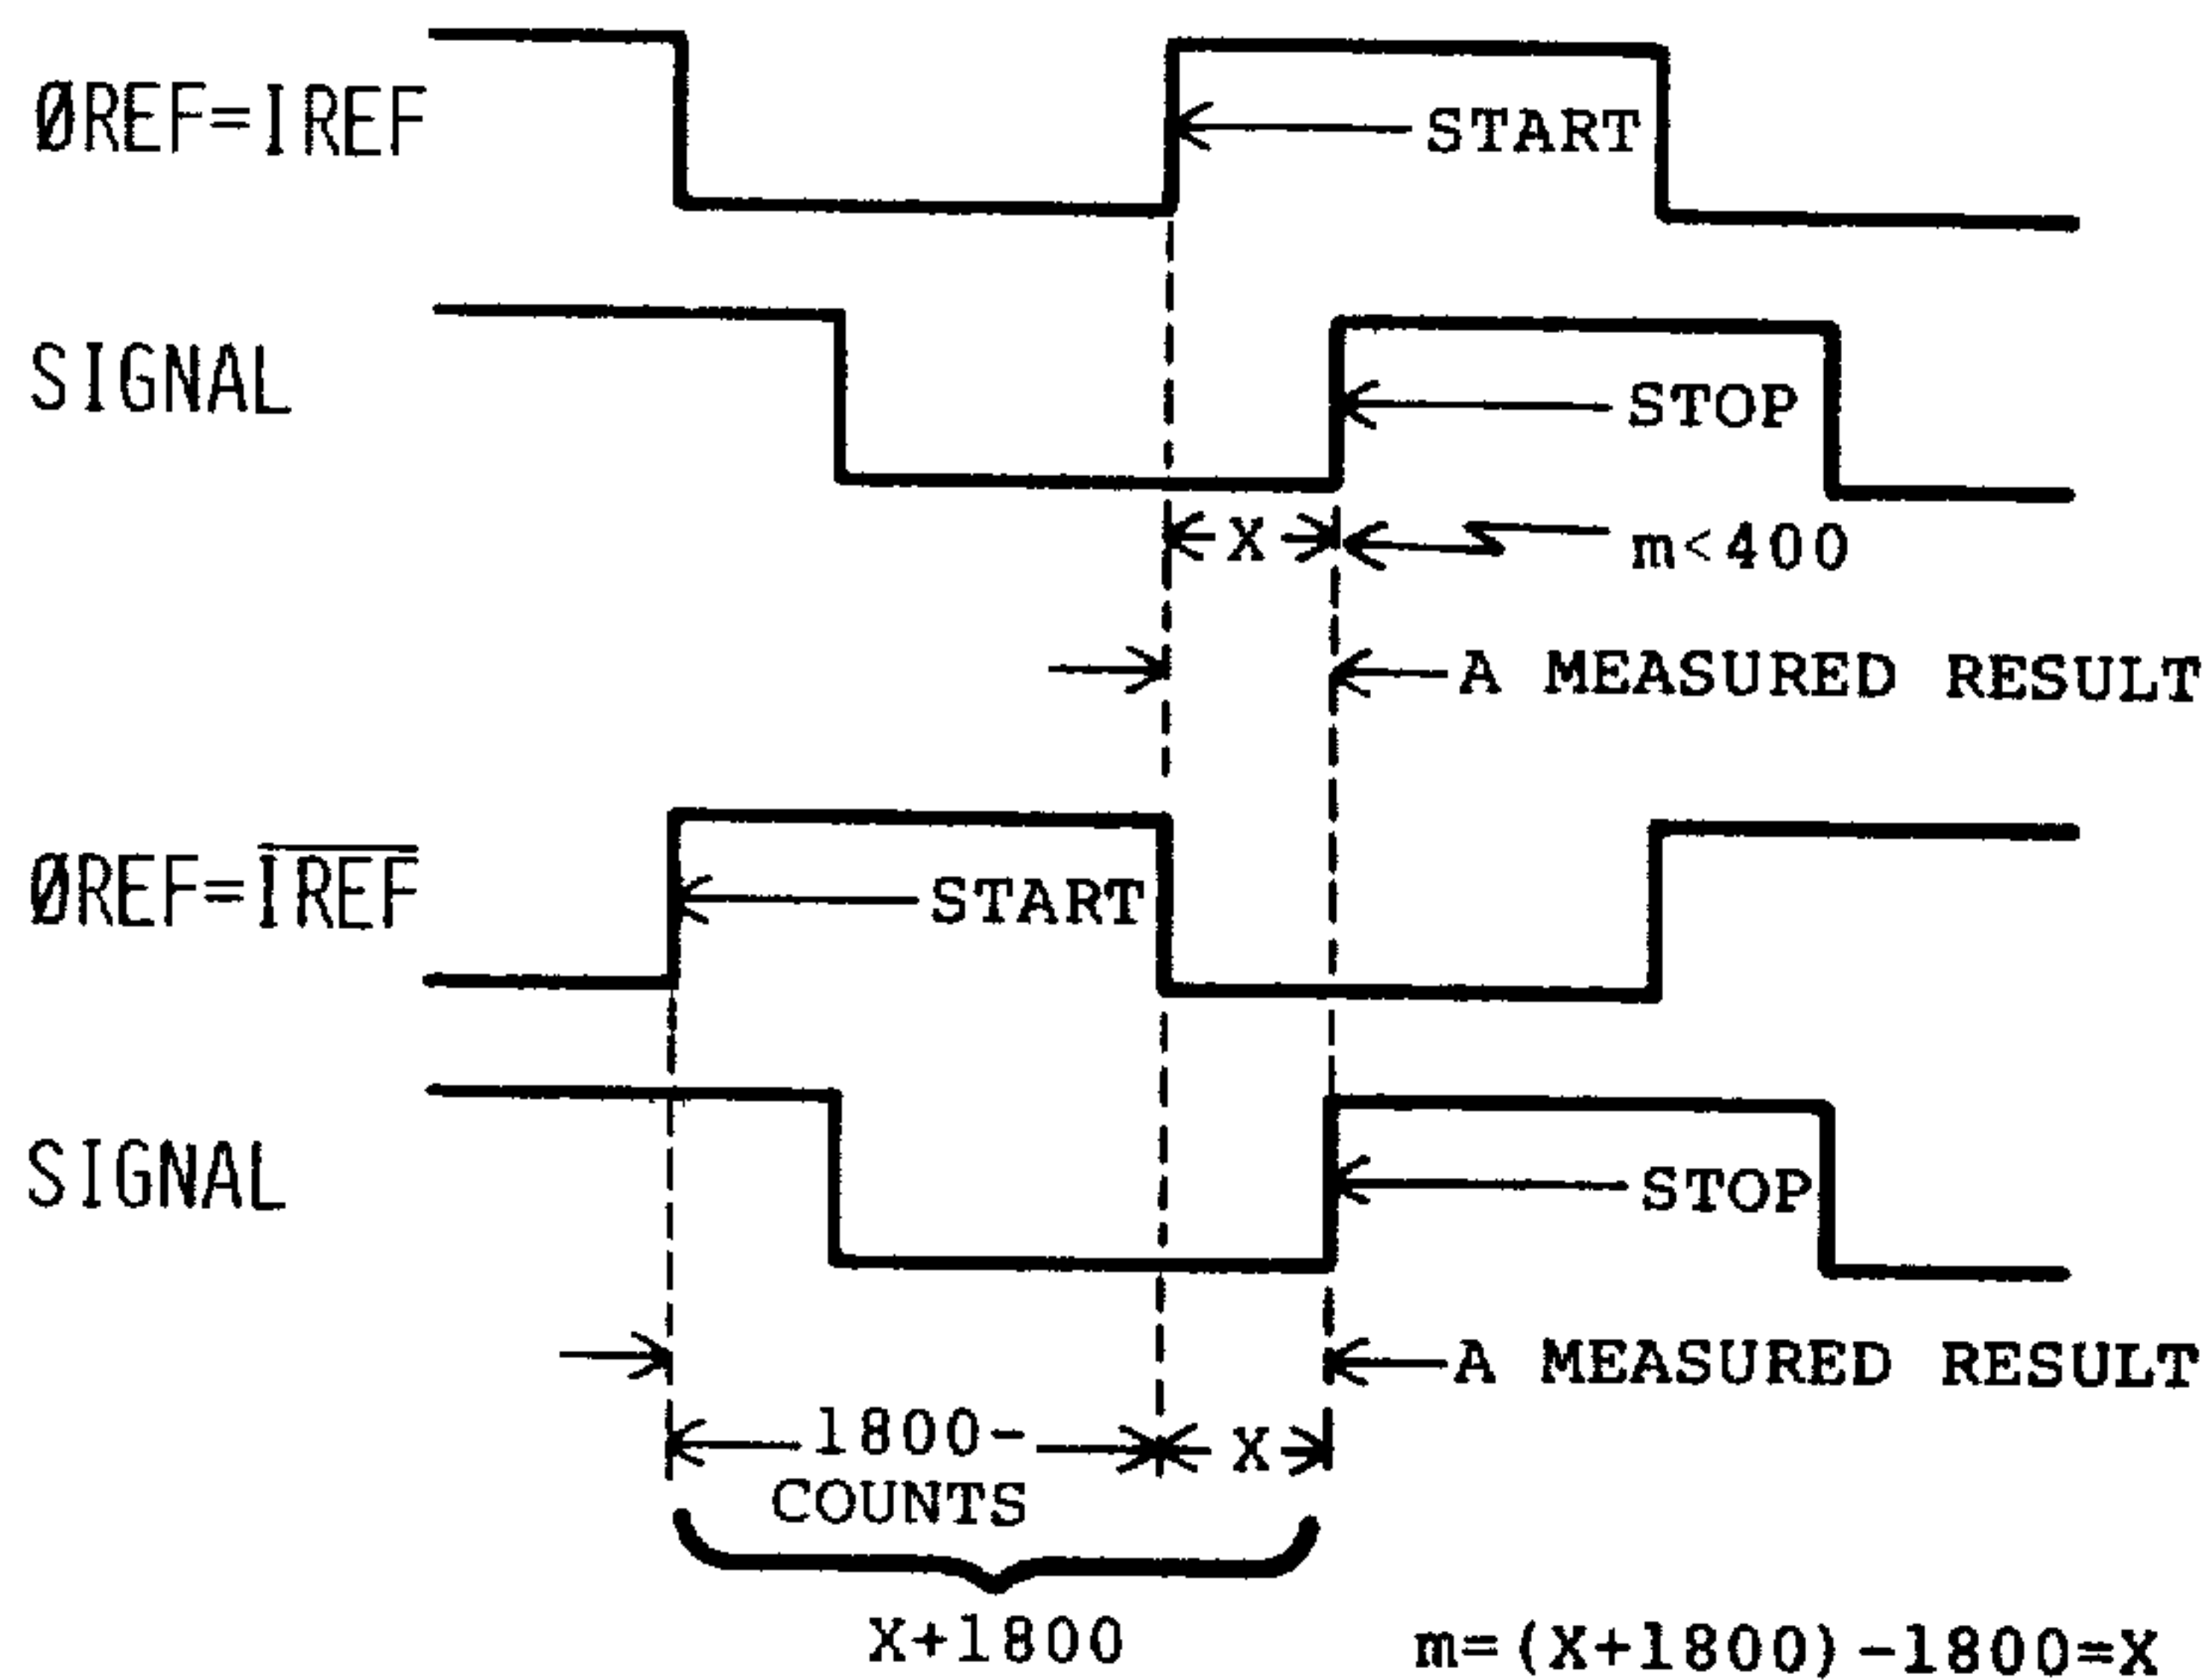 ØREF=IREF
START
SIGNAL
STOP
X
m<400
A MEASURED RESULT
ØREF=I̅R̅E̅F̅
START
SIGNAL
STOP
A MEASURED RESULT
1800-
COUNTS
X
X+1800
m=(X+1800)-1800=X